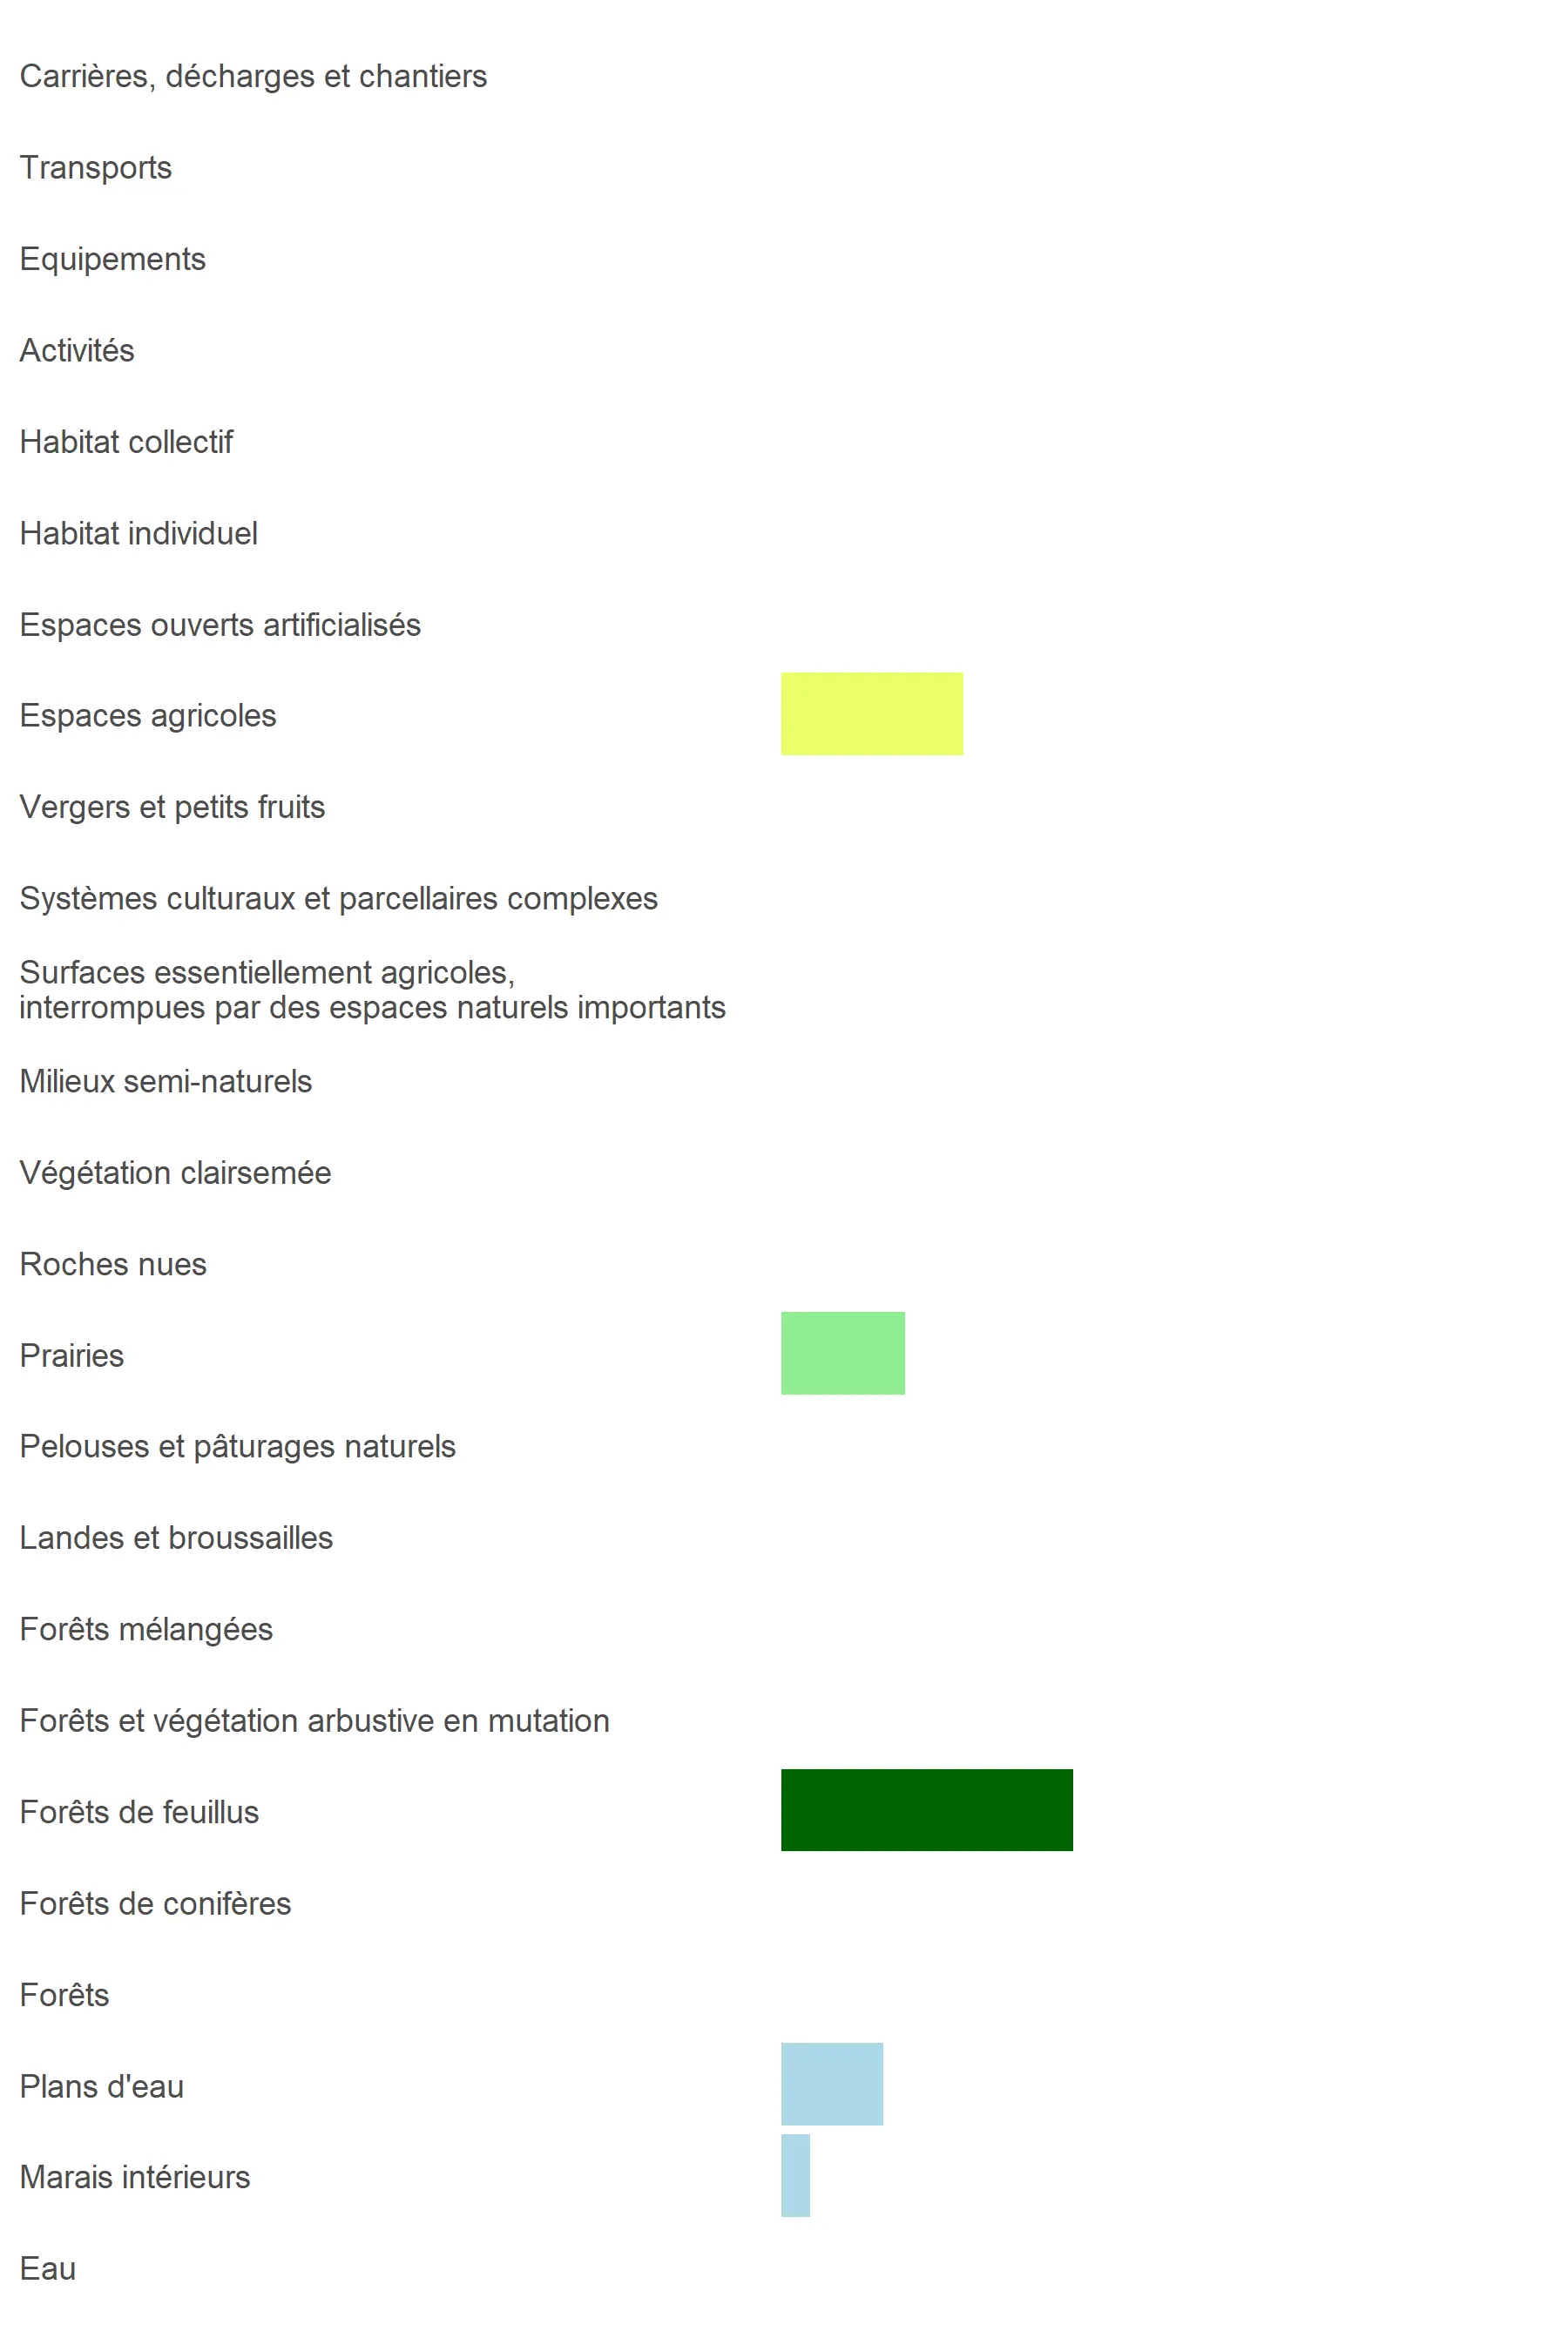 Carrières, décharges et chantiers
Transports
Equipements
Activités
Habitat collectif
Habitat individuel
Espaces ouverts artificialisés
Espaces agricoles
Vergers et petits fruits
Systèmes culturaux et parcellaires complexes
Surfaces essentiellement agricoles,
interrompues par des espaces naturels importants
Milieux semi-naturels
Végétation clairsemée
Roches nues
Prairies
Pelouses et pâturages naturels
Landes et broussailles
Forêts mélangées
Forêts et végétation arbustive en mutation
Forêts de feuillus
Forêts de conifères
Forêts
Plans d'eau
Marais intérieurs
Eau